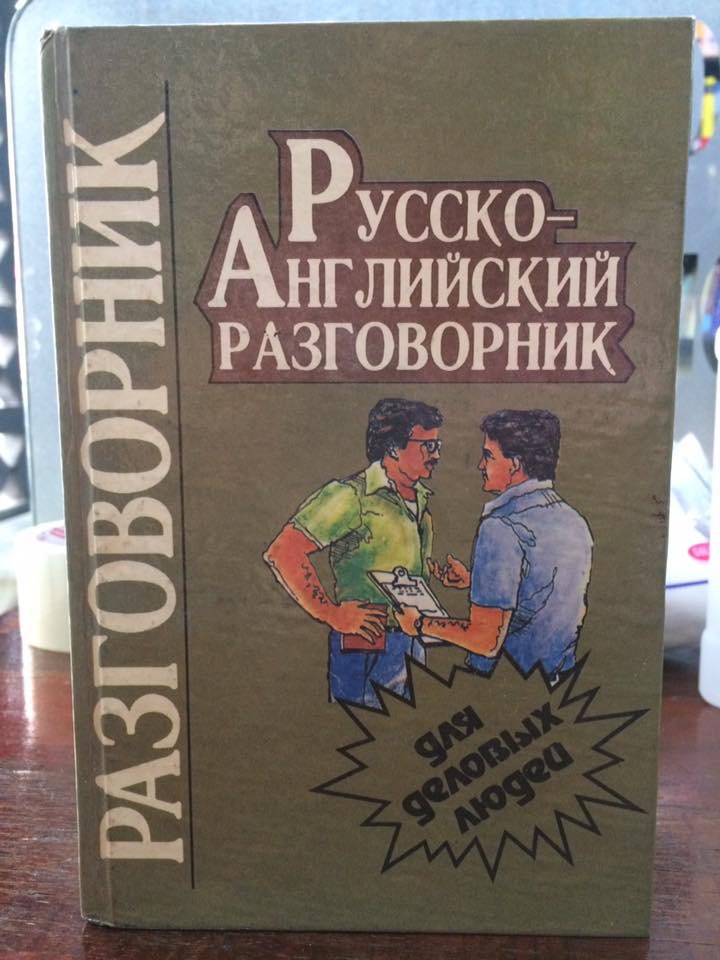 РАЗГОВОРНИК
Русско-
Английский
разговорник
для
деловых
людей